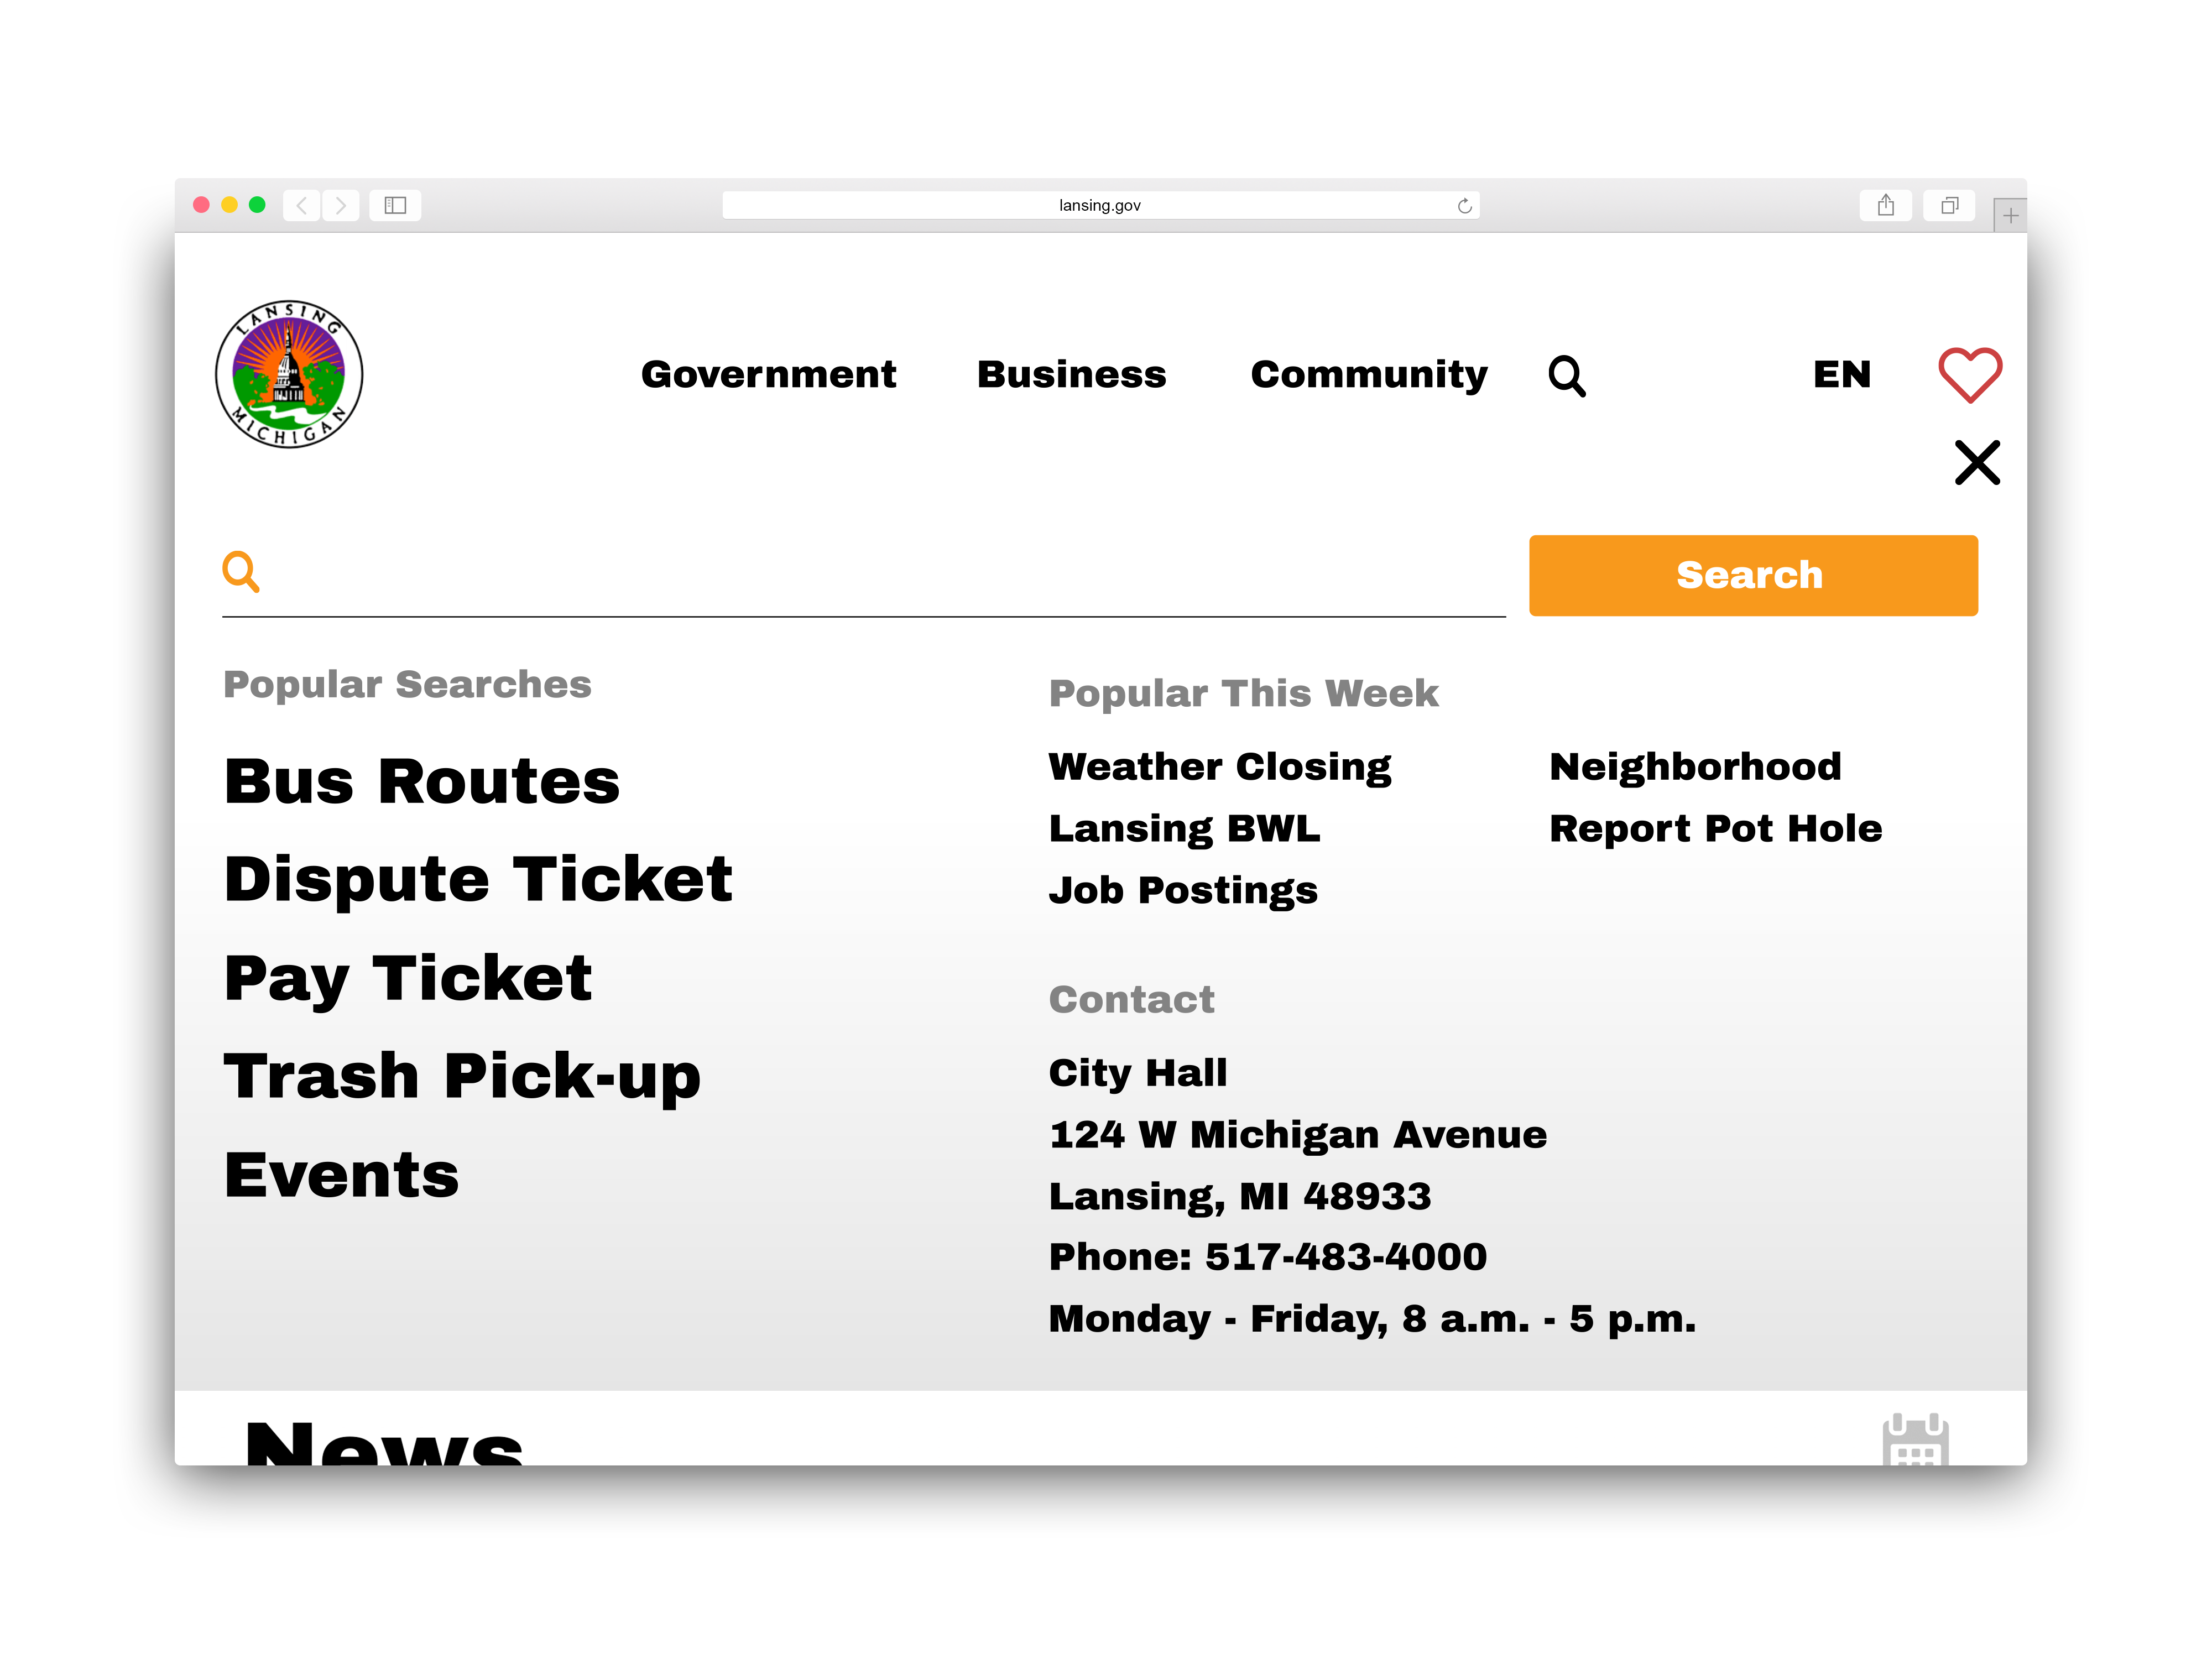 lansing.gov
LANSING
MICHIGAN
Government Business Community EN
Search
Popular Searches
Bus Routes
Dispute Ticket
Pay Ticket
Trash Pick-up
Events
Popular This Week
Weather Closing
Lansing BWL
Job Postings
Neighborhood
Report Pot Hole
Contact
City Hall
124 W Michigan Avenue
Lansing, MI 48933
Phone: 517-483-4000
Monday - Friday, 8 a.m. - 5 p.m.
News